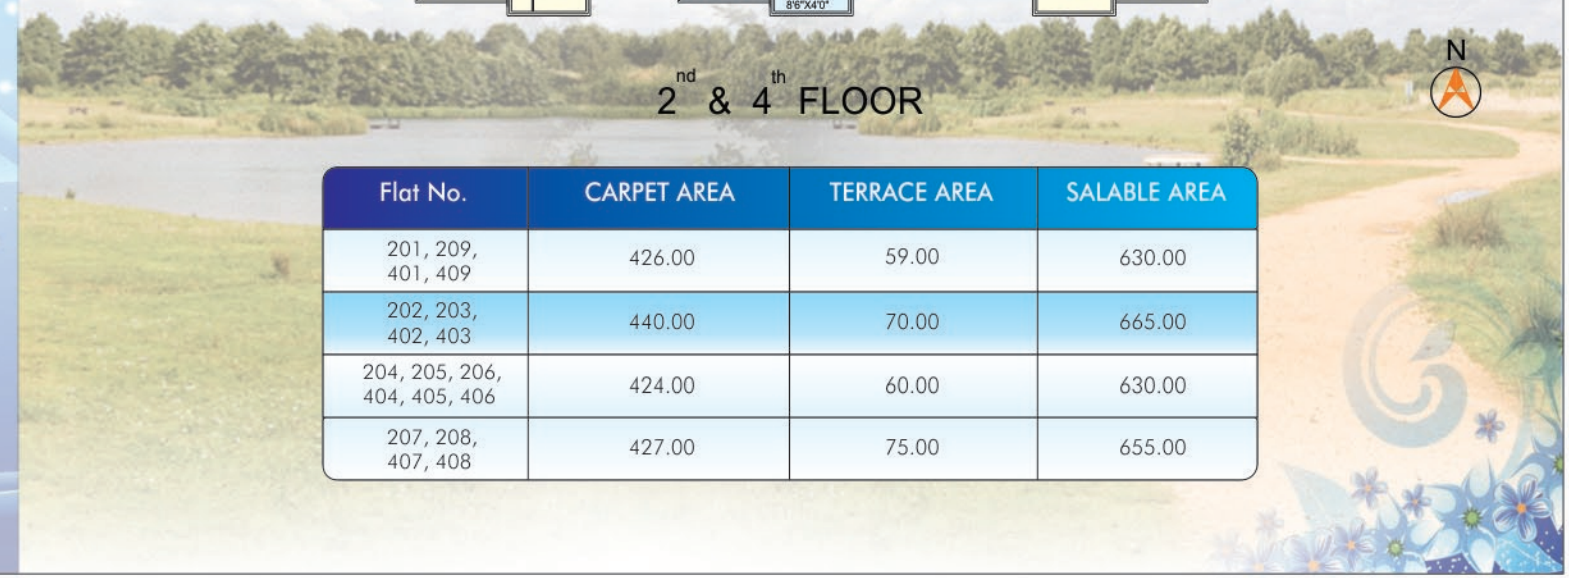 8'6"X4'0"
N
2nd & 4th FLOOR
Flat No. CARPET AREA TERRACE AREA SALABLE AREA
201, 209,
401, 409 426.00 59.00 630.00
202, 203,
402, 403 440.00 70.00 665.00
204, 205, 206,
404, 405, 406 424.00 60.00 630.00
207, 208,
407, 408 427.00 75.00 655.00